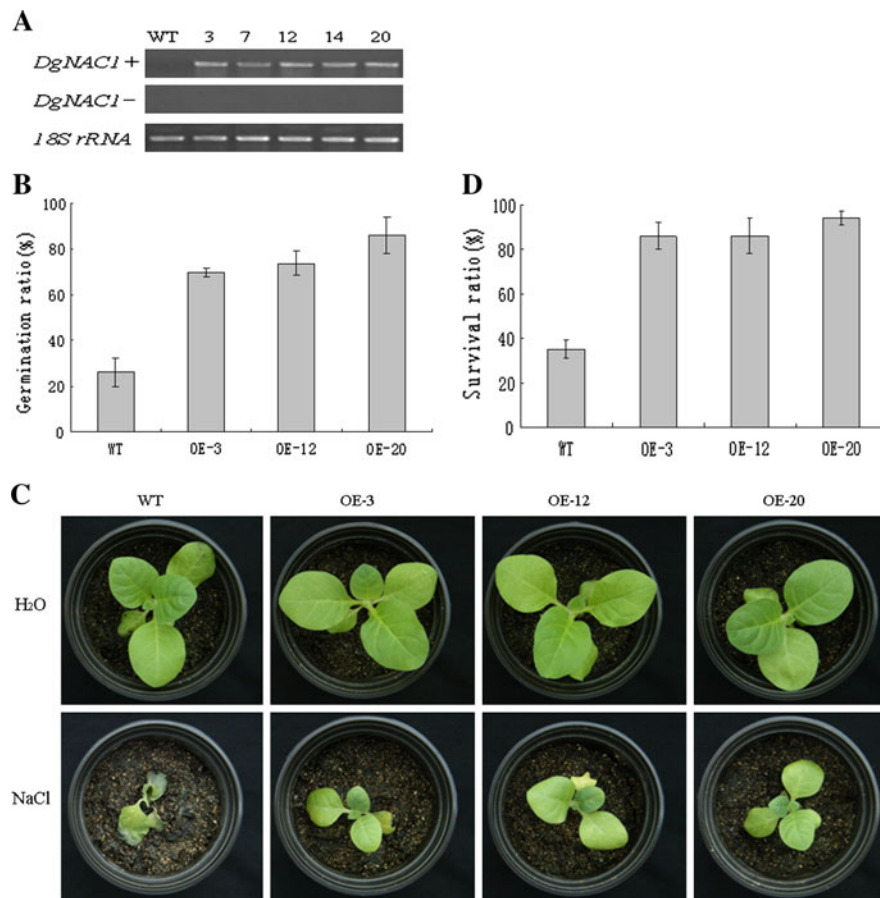 A
WT 3 7 12 14 20
DgNAC1 +
DgNAC1 −
18S rRNA
B
Germination ratio(%)
100
80
60
40
20
0
WT OE-3 OE-12 OE-20
D
Survival ratio(%)
100
80
60
40
20
0
WT OE-3 OE-12 OE-20
C
WT OE-3 OE-12 OE-20
H₂O
NaCl